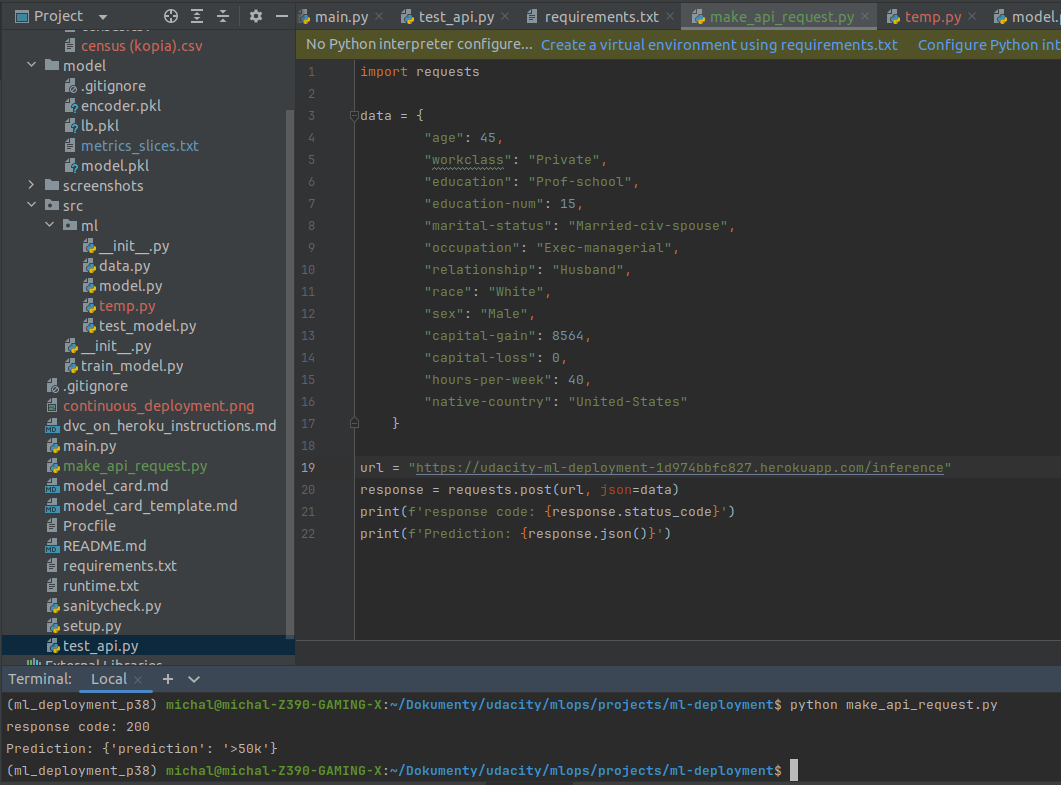 Project
main.py
test_api.py
requirements.txt
make_api_request.py
temp.py
model.
No Python interpreter configure... Create a virtual environment using requirements.txt Configure Python int
census (kopia).csv
model
.gitignore
encoder.pkl
lb.pkl
metrics_slices.txt
model.pkl
screenshots
src
ml
__init__.py
data.py
model.py
temp.py
test_model.py
__init__.py
train_model.py
.gitignore
continuous_deployment.png
dvc_on_heroku_instructions.md
main.py
make_api_request.py
model_card.md
model_card_template.md
Procfile
README.md
requirements.txt
runtime.txt
sanitycheck.py
setup.py
test_api.py
External Libraries
1 import requests
2
3 data = {
4 "age": 45,
5 "workclass": "Private",
6 "education": "Prof-school",
7 "education-num": 15,
8 "marital-status": "Married-civ-spouse",
9 "occupation": "Exec-managerial",
10 "relationship": "Husband",
11 "race": "White",
12 "sex": "Male",
13 "capital-gain": 8564,
14 "capital-loss": 0,
15 "hours-per-week": 40,
16 "native-country": "United-States"
17 }
18
19 url = "https://udacity-ml-deployment-1d974bbfc827.herokuapp.com/inference"
20 response = requests.post(url, json=data)
21 print(f'response code: {response.status_code}')
22 print(f'Prediction: {response.json()}')
Terminal: Local
(ml_deployment_p38) michal@michal-Z390-GAMING-X:~/Dokumenty/udacity/mlops/projects/ml-deployment$ python make_api_request.py
response code: 200
Prediction: {'prediction': '>50k'}
(ml_deployment_p38) michal@michal-Z390-GAMING-X:~/Dokumenty/udacity/mlops/projects/ml-deployment$